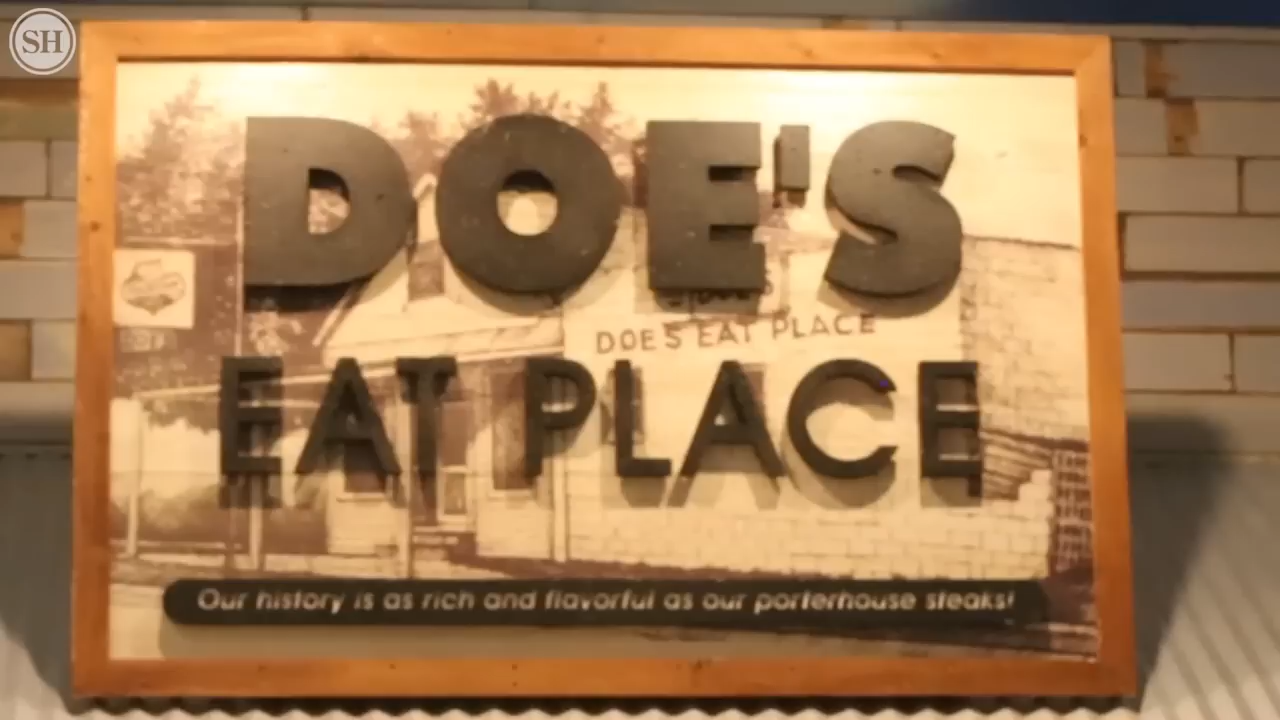 SH
DOE'S
DOE'S EAT PLACE
EAT PLACE
Our history is as rich and flavorful as our porterhouse steaks!